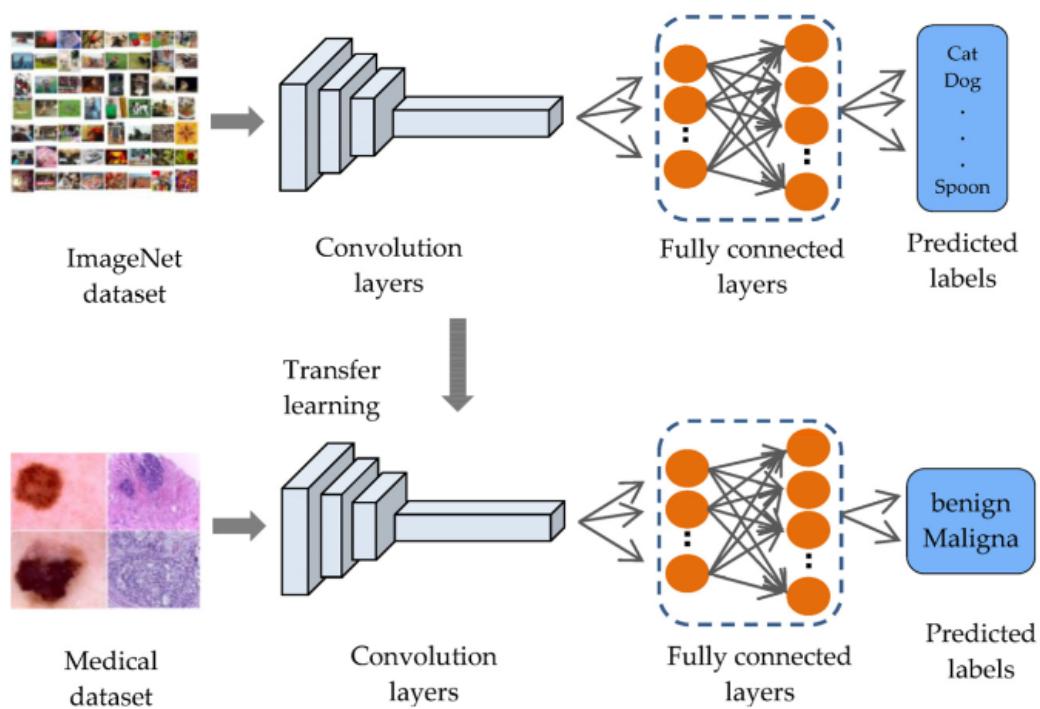 Cat
Dog
.
.
.
Spoon
ImageNet
dataset
Convolution
layers
Fully connected
layers
Predicted
labels
Transfer
learning
benign
Maligna
Medical
dataset
Convolution
layers
Fully connected
layers
Predicted
labels